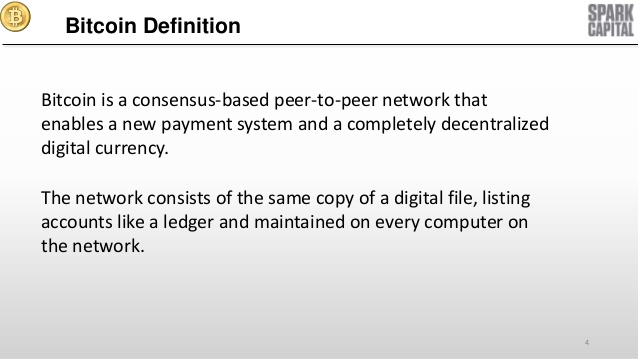 Bitcoin Definition
SPARK
CAPITAL
Bitcoin is a consensus-based peer-to-peer network that
enables a new payment system and a completely decentralized
digital currency.
The network consists of the same copy of a digital file, listing
accounts like a ledger and maintained on every computer on
the network.
4